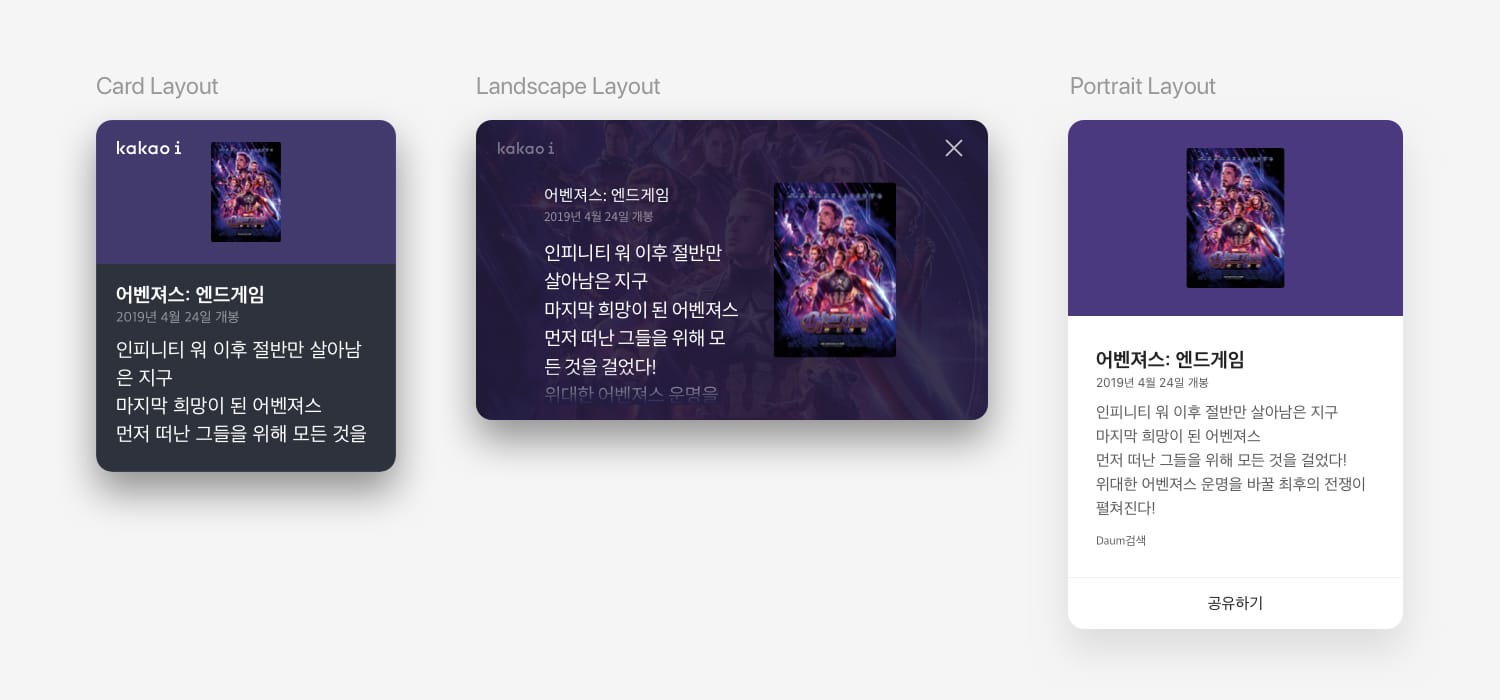 Card Layout
kakao i
어벤져스: 엔드게임
2019년 4월 24일 개봉
인피니티 워 이후 절반만 살아남
은 지구
마지막 희망이 된 어벤져스
먼저 떠난 그들을 위해 모든 것을
Landscape Layout
kakao i
어벤져스: 엔드게임
2019년 4월 24일 개봉
인피니티 워 이후 절반만
살아남은 지구
마지막 희망이 된 어벤져스
먼저 떠난 그들을 위해 모
든 것을 걸었다!
위대한 어벤져스 운명을
Portrait Layout
어벤져스: 엔드게임
2019년 4월 24일 개봉
인피니티 워 이후 절반만 살아남은 지구
마지막 희망이 된 어벤져스
먼저 떠난 그들을 위해 모든 것을 걸었다!
위대한 어벤져스 운명을 바꿀 최후의 전쟁이
펼쳐진다!
Daum검색
공유하기